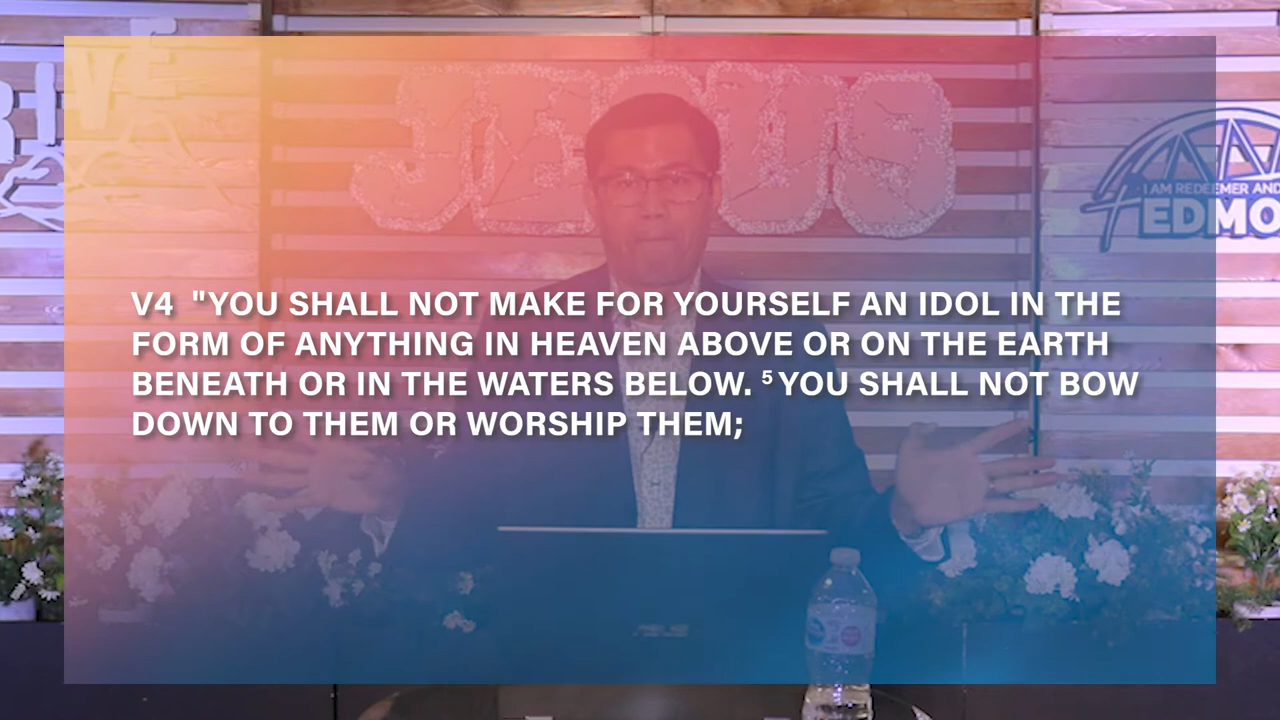 JESUS
I AM REDEEMER AND
V4 "YOU SHALL NOT MAKE FOR YOURSELF AN IDOL IN THE
FORM OF ANYTHING IN HEAVEN ABOVE OR ON THE EARTH
BENEATH OR IN THE WATERS BELOW. ⁵ YOU SHALL NOT BOW
DOWN TO THEM OR WORSHIP THEM;